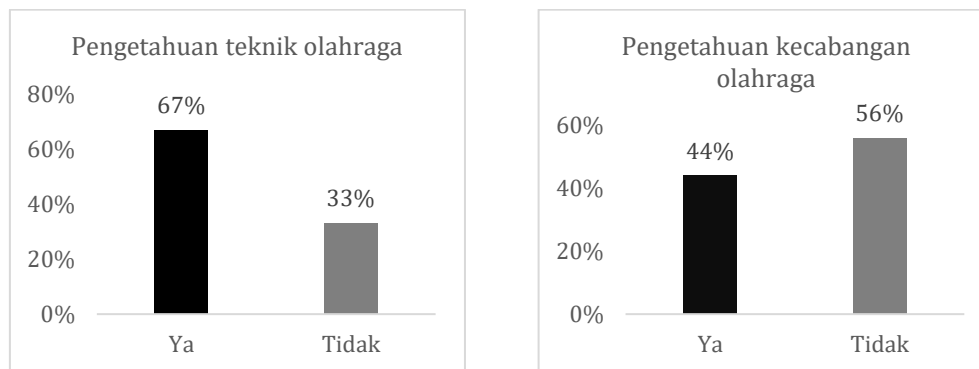 Pengetahuan teknik olahraga
80%
67%
60%
40%
33%
20%
0%
Ya
Tidak
Pengetahuan kecabangan
olahraga
60%
56%
44%
40%
20%
0%
Ya
Tidak